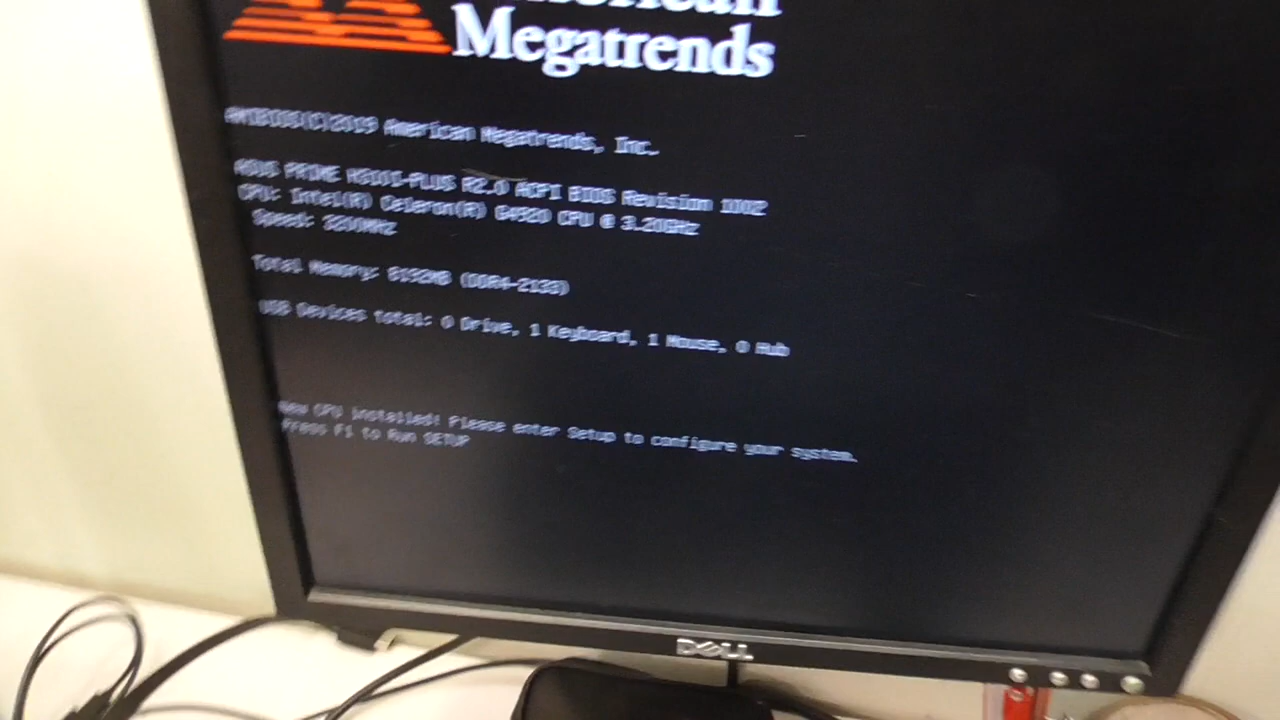 American
Megatrends
AMIBIOS(C)2019 American Megatrends, Inc.
ASUS PRIME H310I-PLUS R2.0 ACPI BIOS Revision 1002
CPU: Intel(R) Celeron(R) G4920 CPU @ 3.20GHz
Speed: 3200MHz
Total Memory: 8192MB (DDR4-2133)
USB Devices total: 0 Drive, 1 Keyboard, 1 Mouse, 0 Hub
New CPU installed! Please enter Setup to configure your system.
Press F1 to Run SETUP
DELL